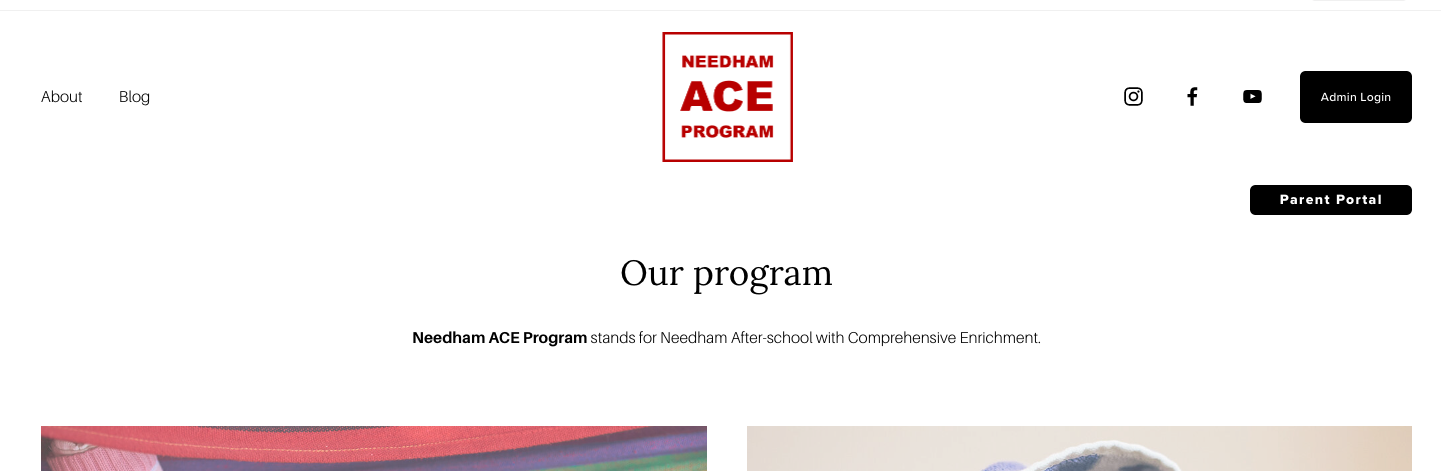 About Blog
NEEDHAM
ACE
PROGRAM
Admin Login
Parent Portal
Our program
Needham ACE Program stands for Needham After-school with Comprehensive Enrichment.